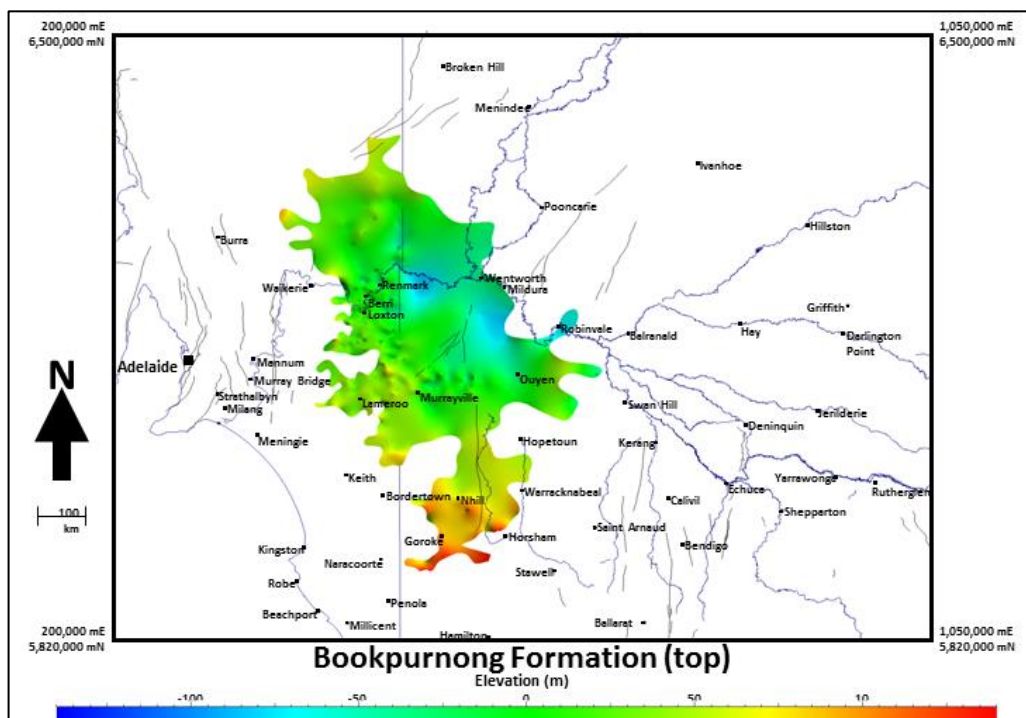 200,000 mE
6,500,000 mN
1,050,000 mE
6,500,000 mN
Broken Hill
Menindee
Ivanhoe
Pooncarie
Hillston
Burra
Waikerie
Renmark
Wentworth
Mildura
Berri
Loxton
Griffith
Robinvale
Balranald
Hay
Darlington
Point
Adelaide
Mannum
Murray Bridge
Ouyen
N
Strathalbyn
Milang
Lameroo
Murrayville
Swan Hill
Jerilderie
Deninquin
Meningie
Hopetoun
Kerang
Keith
Bordertown
Nhill
Warracknabeal
Calivil
Echuca
Yarrawonga
Rutherglen
100
km
Shepparton
Saint Arnaud
Goroke
Horsham
Bendigo
Kingston
Naracoorte
Stawell
Robe
Penola
Beachport
Millicent
Hamilton
Ballarat
200,000 mE
5,820,000 mN
1,050,000 mE
5,820,000 mN
Bookpurnong Formation (top)
Elevation (m)
-100 -50 0 50 10